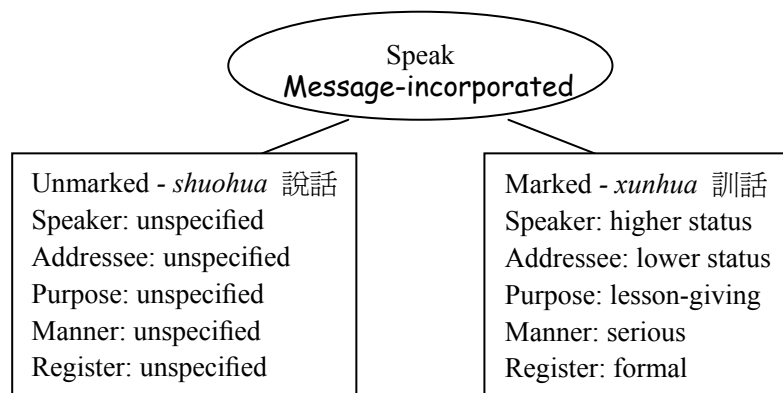 Speak
Message-incorporated
Unmarked - shuohua 說話
Speaker: unspecified
Addressee: unspecified
Purpose: unspecified
Manner: unspecified
Register: unspecified
Marked - xunhua 訓話
Speaker: higher status
Addressee: lower status
Purpose: lesson-giving
Manner: serious
Register: formal